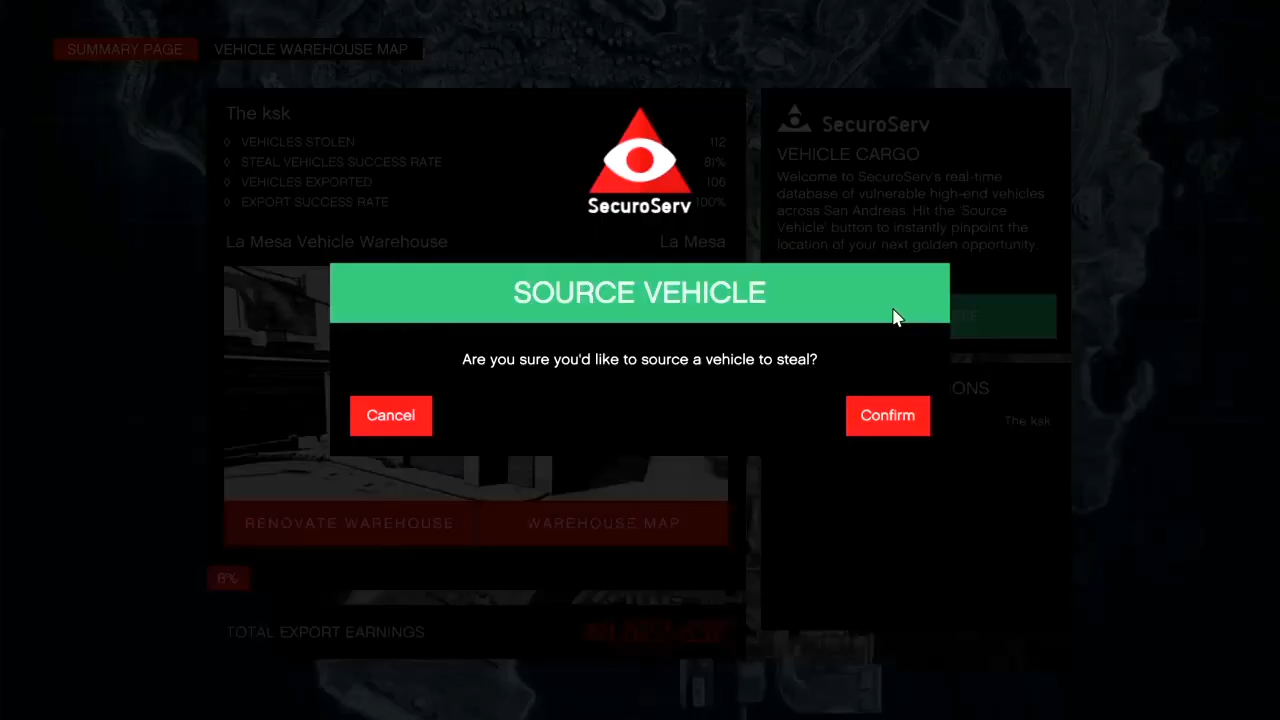 SUMMARY PAGE
VEHICLE WAREHOUSE MAP
The ksk
◊ VEHICLES STOLEN 112
◊ STEAL VEHICLES SUCCESS RATE 81%
◊ VEHICLES EXPORTED 106
◊ EXPORT SUCCESS RATE 100%
SecuroServ
La Mesa Vehicle Warehouse La Mesa
SecuroServ
VEHICLE CARGO
Welcome to SecuroServ's real-time
database of vulnerable high-end vehicles
across San Andreas. Hit the 'Source
Vehicle' button to instantly pinpoint the
location of your next golden opportunity.
SOURCE VEHICLE
Are you sure you'd like to source a vehicle to steal?
Cancel
Confirm
The ksk
RENOVATE WAREHOUSE
WAREHOUSE MAP
TOTAL EXPORT EARNINGS